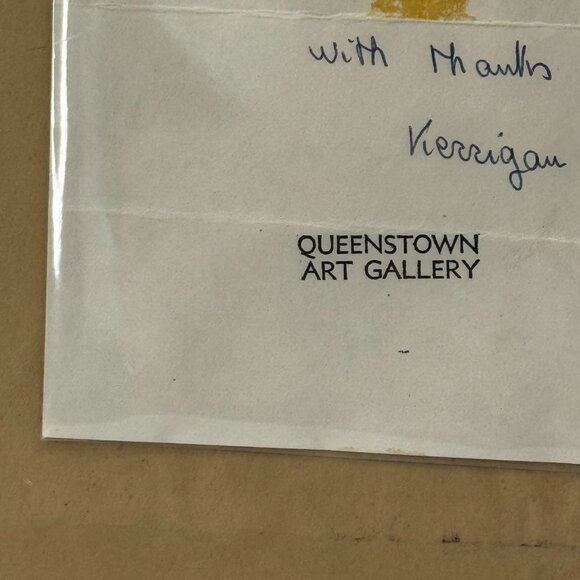 with thanks
Kerrigan
QUEENSTOWN
ART GALLERY